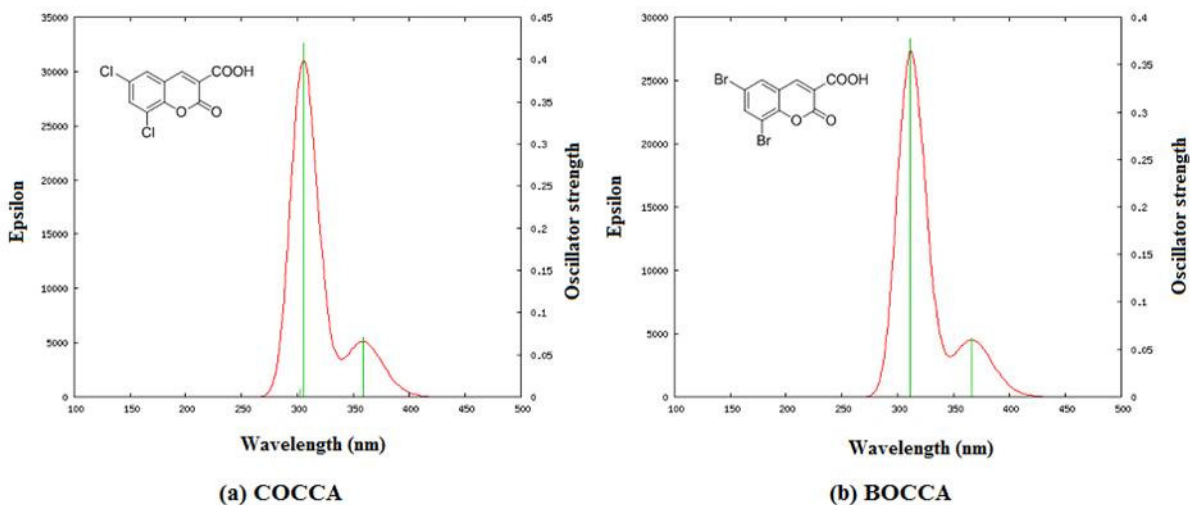 35000
30000
25000
20000
15000
10000
5000
0
Epsilon
Cl
COOH
O
O
Cl
0.45
0.4
0.35
0.3
0.25
0.2
0.15
0.1
0.05
0
Oscillator strength
100 150 200 250 300 350 400 450 500
Wavelength (nm)
(a) COCCA
30000
25000
20000
15000
10000
5000
0
Epsilon
Br
COOH
O
O
Br
0.4
0.35
0.3
0.25
0.2
0.15
0.1
0.05
0
Oscillator strength
100 150 200 250 300 350 400 450 500
Wavelength (nm)
(b) BOCCA